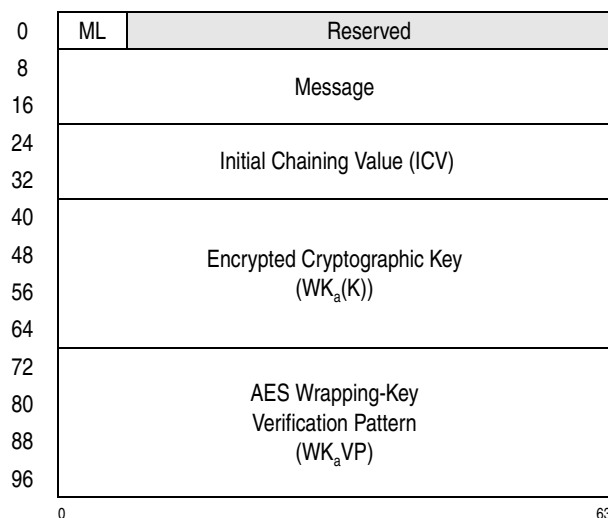 0 ML Reserved
8
Message
16
24
Initial Chaining Value (ICV)
32
40
48
Encrypted Cryptographic Key
56
(WKa(K))
64
72
AES Wrapping-Key
80
Verification Pattern
88
(WKaVP)
96
0 63